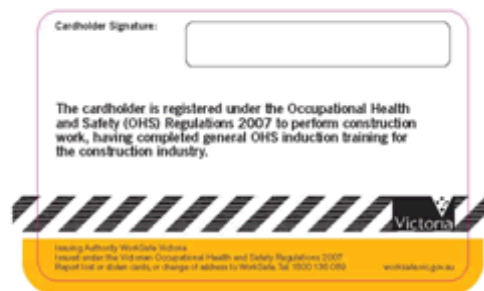 Cardholder Signature:
The cardholder is registered under the Occupational Health
and Safety (OHS) Regulations 2007 to perform construction
work, having completed general OHS induction training for
the construction industry.
Victoria
Issuing Authority WorkSafe Victoria
Issued under the Victorian Occupational Health and Safety Regulations 2007
Report lost or stolen cards, or change of address to WorkSafe, Tel: 1800 136 089
worksafe.vic.gov.au